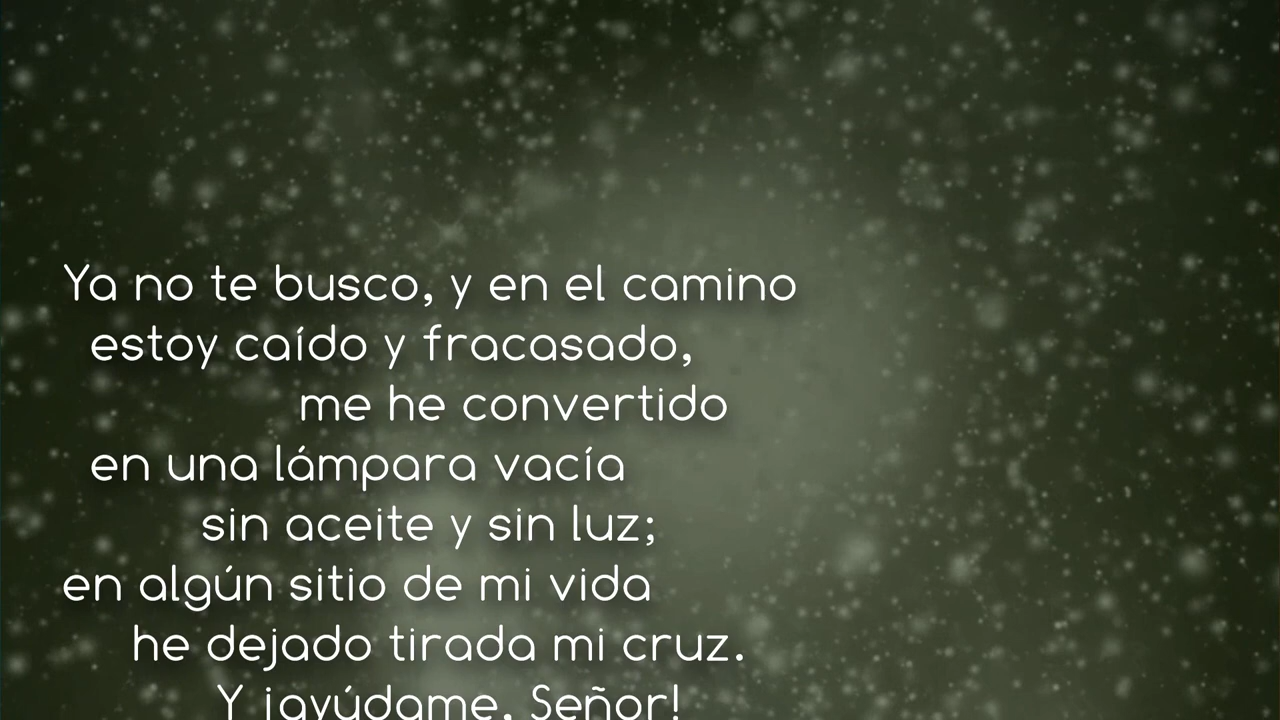 Ya no te busco, y en el camino
estoy caído y fracasado,
me he convertido
en una lámpara vacía
sin aceite y sin luz;
en algún sitio de mi vida
he dejado tirada mi cruz.
Y ¡ayúdame, Señor!